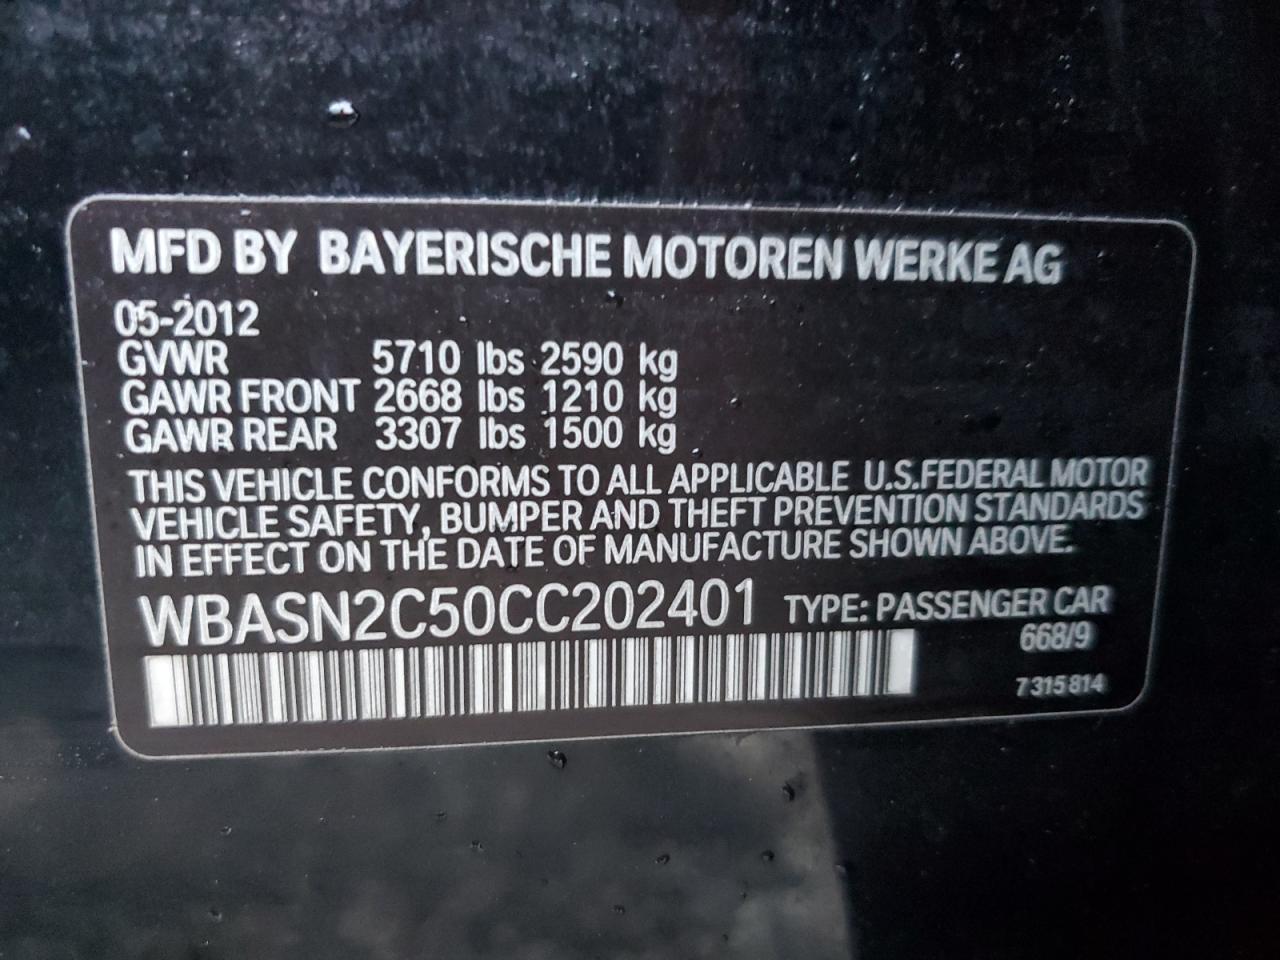 MFD BY BAYERISCHE MOTOREN WERKE AG
05-2012
GVWR 5710 lbs 2590 kg
GAWR FRONT 2668 lbs 1210 kg
GAWR REAR 3307 lbs 1500 kg
THIS VEHICLE CONFORMS TO ALL APPLICABLE U.S.FEDERAL MOTOR
VEHICLE SAFETY, BUMPER AND THEFT PREVENTION STANDARDS
IN EFFECT ON THE DATE OF MANUFACTURE SHOWN ABOVE.
WBASN2C50CC202401 TYPE: PASSENGER CAR
668/9
7 315 814